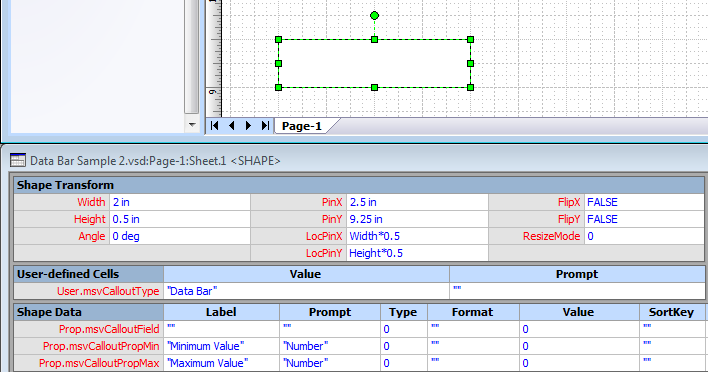 9
Page-1
Data Bar Sample 2.vsd:Page-1:Sheet.1 <SHAPE>
Shape Transform
Width 2 in PinX 2.5 in FlipX FALSE
Height 0.5 in PinY 9.25 in FlipY FALSE
Angle 0 deg LocPinX Width*0.5 ResizeMode 0
LocPinY Height*0.5
User-defined Cells Value Prompt
User.msvCalloutType "Data Bar" ""
Shape Data Label Prompt Type Format Value SortKey
Prop.msvCalloutField "" "" 0 "" 0 ""
Prop.msvCalloutPropMin "Minimum Value" "Number" 0 "" 0 ""
Prop.msvCalloutPropMax "Maximum Value" "Number" 0 "" 0 ""